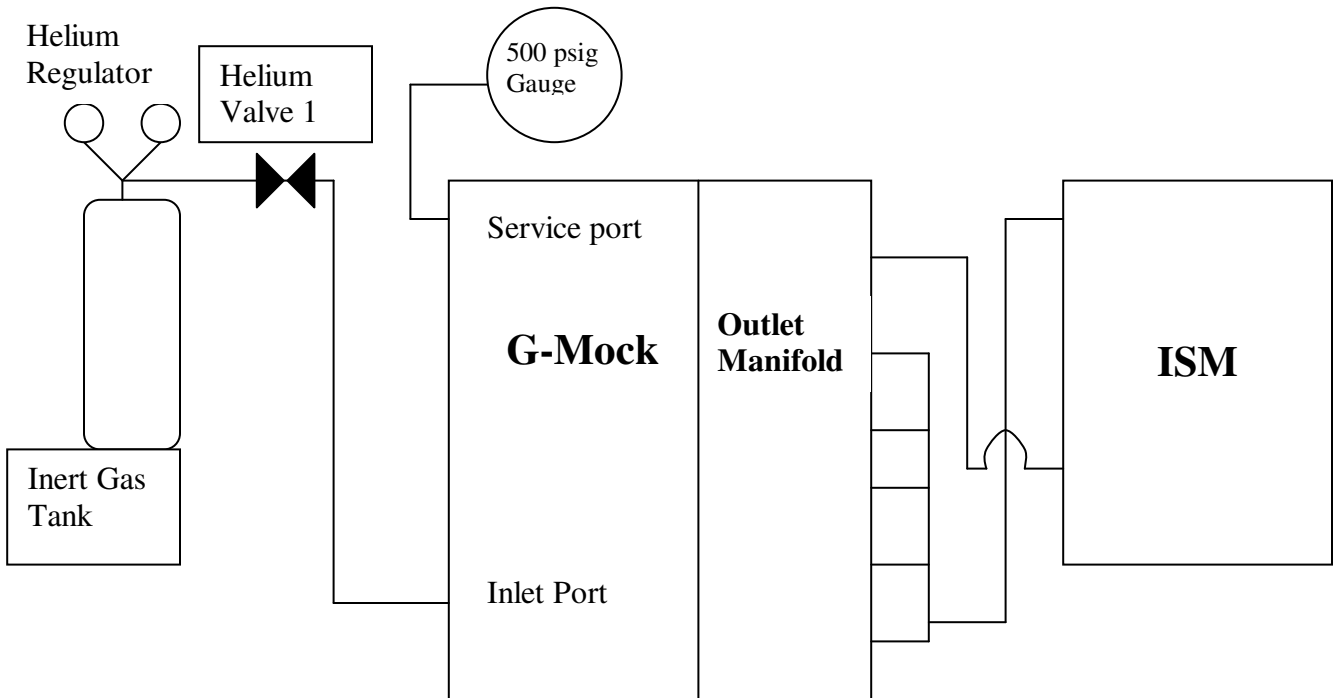 Helium
Regulator
Helium
Valve 1
500 psig
Gauge
Service port
G-Mock
Outlet
Manifold
ISM
Inert Gas
Tank
Inlet Port